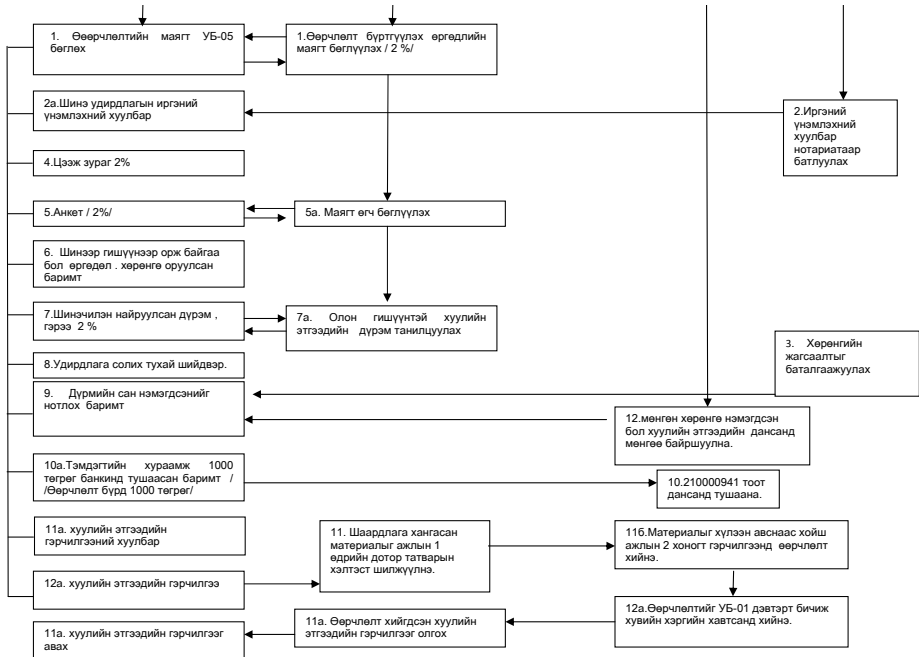 1. Өөөрчлөлтийн маягт УБ-05
бөглөх
1.Өөрчлөлт бүртгүүлэх өргөдлийн
маягт бөглүүлэх / 2 %/
2а.Шинэ удирдлагын иргэний
үнэмлэхний хуулбар
2.Иргэний
үнэмлэхний
хуулбар
нотариатаар
батлуулах
4.Цээж зураг 2%
5.Анкет / 2%/
5а. Маягт өгч бөглүүлэх
6. Шинээр гишүүнээр орж байгаа
бол өргөдөл . хөрөнгө оруулсан
баримт
7.Шинэчилэн найруулсан дүрэм ,
гэрээ 2 %
7а. Олон гишүүнтэй хуулийн
этгээдийн дүрэм танилцуулах
3. Хөрөнгийн
жагсаалтыг
баталгаажуулах
8.Удирдлага солих тухай шийдвэр.
9. Дүрмийн сан нэмэгдсэнийг
нотлох баримт
12.мөнгөн хөрөнгө нэмэгдсэн
бол хуулийн этгээдийн дансанд
мөнгөө байршуулна.
10а.Тэмдэгтийн хураамж 1000
төгрөг банкинд тушаасан баримт /
/Өөрчлөлт бүрд 1000 төгрөг/
10.210000941 тоот
дансанд тушаана.
11а. хуулийн этгээдийн
гэрчилгээний хуулбар
11. Шаардлага хангасан
материалыг ажлын 1
өдрийн дотор татварын
хэлтэст шилжүүлнэ.
11б.Материалыг хүлээн авснаас хойш
ажлын 2 хоногт гэрчилгээнд өөрчлөлт
хийнэ.
12а. хуулийн этгээдийн гэрчилгээ
12а.Өөрчлөлтийг УБ-01 дэвтэрт бичиж
хувийн хэргийн хавтсанд хийнэ.
11а. Өөрчлөлт хийгдсэн хуулийн
этгээдийн гэрчилгээг олгох
11а. хуулийн этгээдийн гэрчилгээг
авах